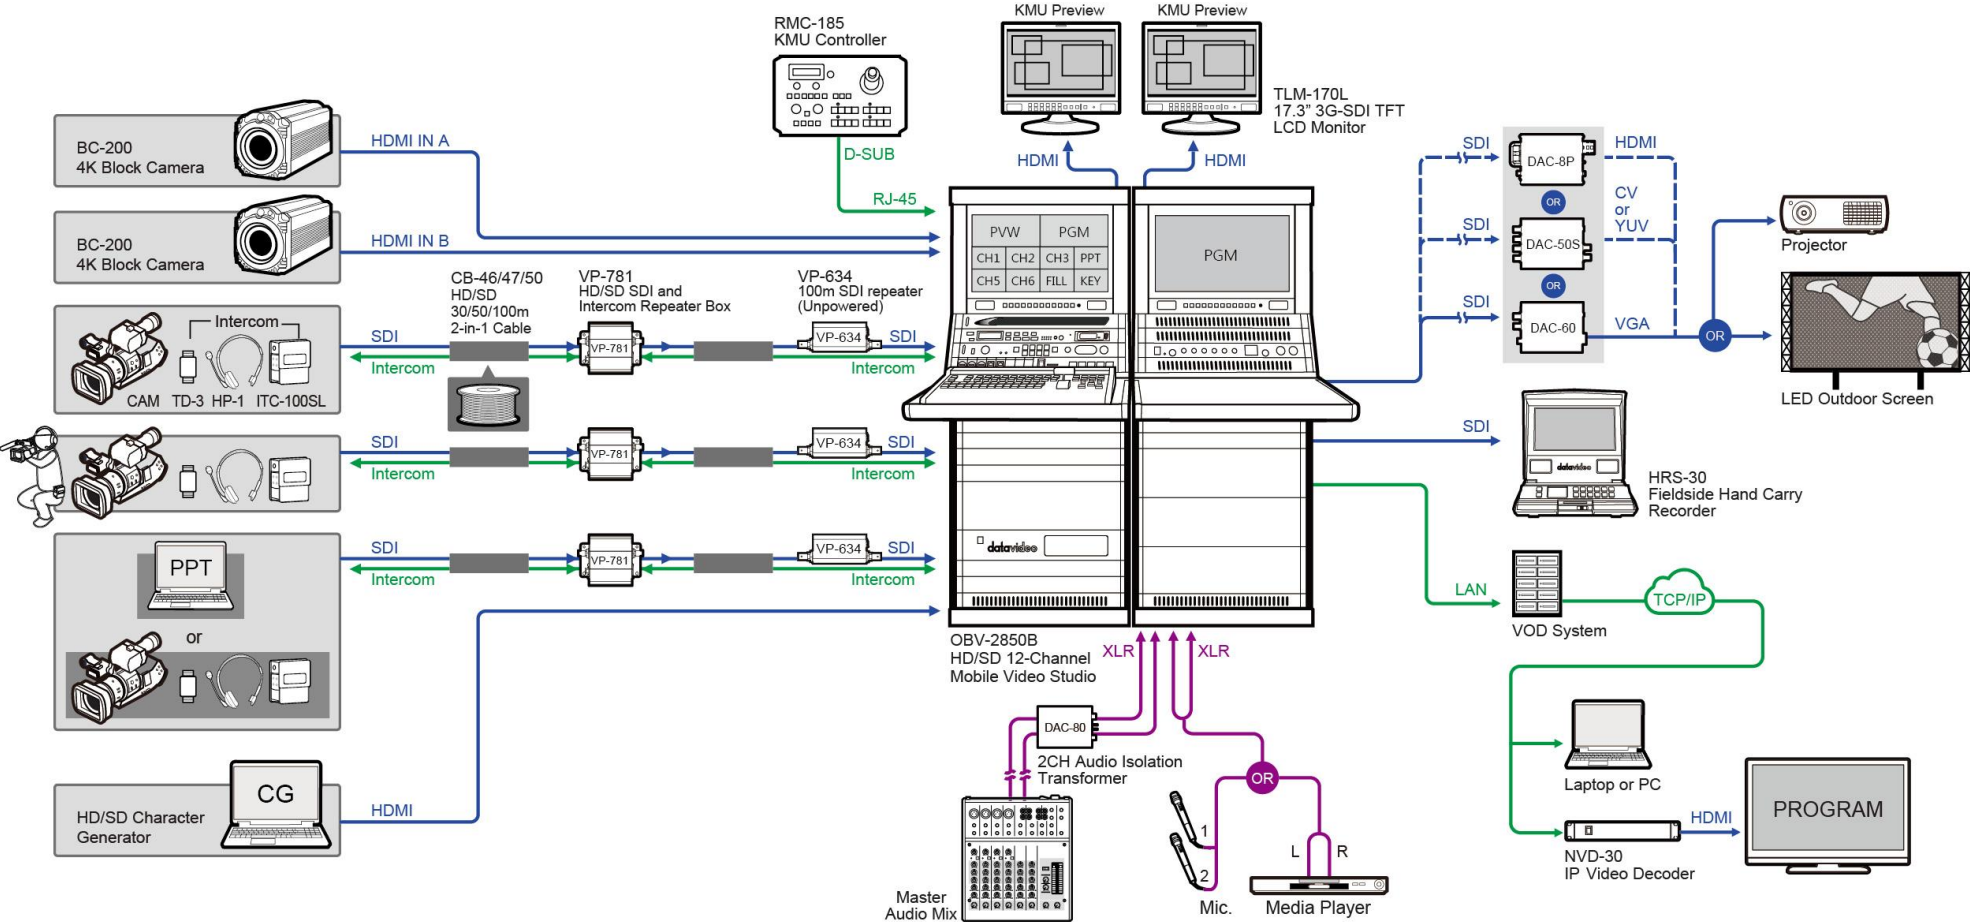 KMU Preview
KMU Preview
RMC-185
KMU Controller
TLM-170L
17.3" 3G-SDI TFT
LCD Monitor
D-SUB
RJ-45
HDMI
HDMI
BC-200
4K Block Camera
HDMI IN A
BC-200
4K Block Camera
HDMI IN B
CB-46/47/50
HD/SD
30/50/100m
2-in-1 Cable
VP-781
HD/SD SDI and
Intercom Repeater Box
VP-634
100m SDI repeater
(Unpowered)
Intercom
CAM
TD-3
HP-1
ITC-100SL
SDI
Intercom
VP-781
VP-634
SDI
Intercom
SDI
Intercom
VP-781
VP-634
SDI
Intercom
PPT
or
SDI
Intercom
VP-781
VP-634
SDI
Intercom
CG
HD/SD Character
Generator
HDMI
PVW
PGM
CH1
CH2
CH3
PPT
CH5
CH6
FILL
KEY
PGM
datavideo
OBV-2850B
HD/SD 12-Channel
Mobile Video Studio
XLR
XLR
DAC-80
2CH Audio Isolation
Transformer
Master
Audio Mix
OR
1
2
Mic.
L
R
Media Player
SDI
DAC-8P
HDMI
OR
SDI
DAC-50S
CV
or
YUV
OR
SDI
DAC-60
VGA
OR
Projector
LED Outdoor Screen
SDI
datavideo
HRS-30
Fieldside Hand Carry
Recorder
LAN
VOD System
TCP/IP
Laptop or PC
NVD-30
IP Video Decoder
HDMI
PROGRAM